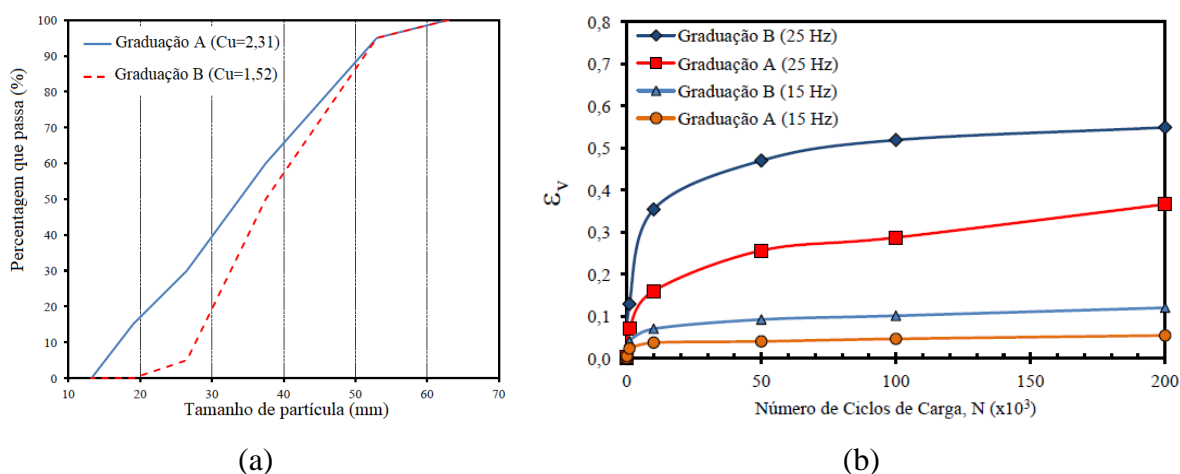 Percentagem que passa (%)
100
90
80
70
60
50
40
30
20
10
0
Graduação A (Cu=2,31)
Graduação B (Cu=1,52)
10 20 30 40 50 60 70
Tamanho de partícula (mm)
(a)
εv
0,8
0,7
0,6
0,5
0,4
0,3
0,2
0,1
0,0
Graduação B (25 Hz)
Graduação A (25 Hz)
Graduação B (15 Hz)
Graduação A (15 Hz)
0 50 100 150 200
Número de Ciclos de Carga, N (x10³)
(b)